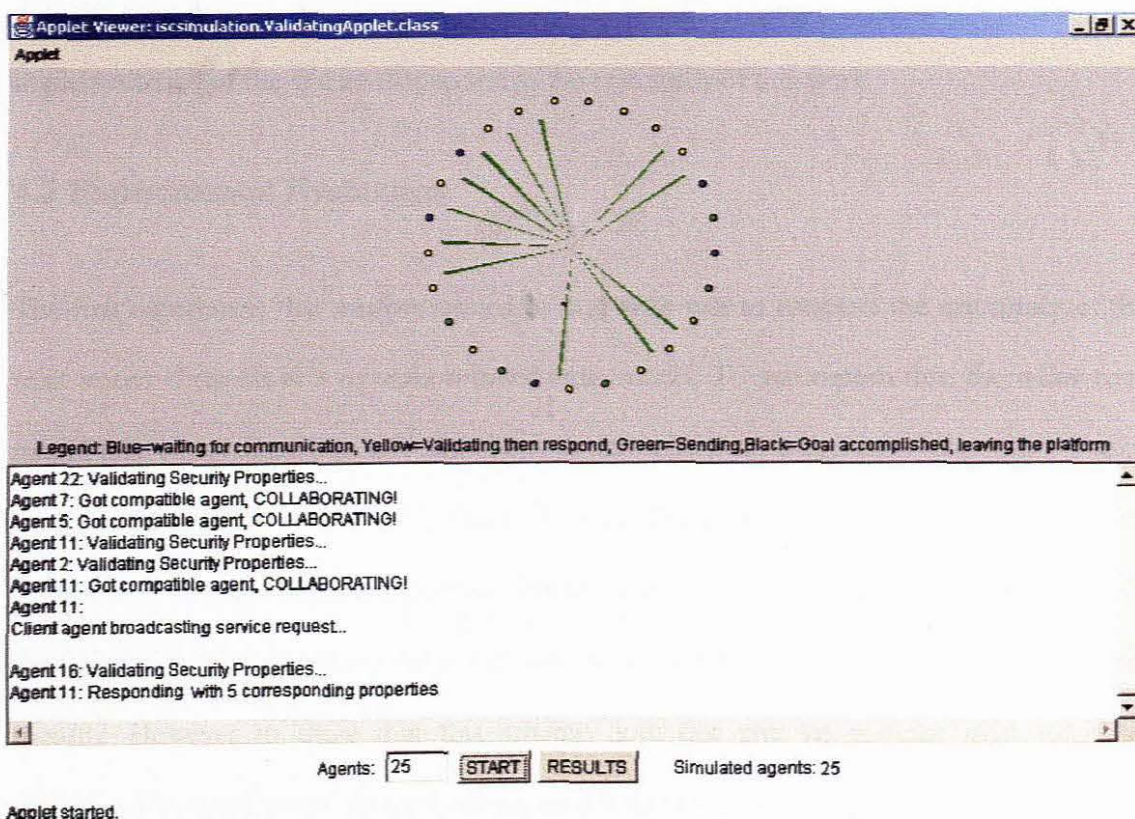 Applet Viewer: iscsimulation.ValidatingApplet.class
Applet
Legend: Blue=waiting for communication, Yellow=Validating then respond, Green=Sending,Black=Goal accomplished, leaving the platform
Agent 22: Validating Security Properties...
Agent 7: Got compatible agent, COLLABORATING!
Agent 5: Got compatible agent, COLLABORATING!
Agent 11: Validating Security Properties...
Agent 2: Validating Security Properties...
Agent 11: Got compatible agent, COLLABORATING!
Agent 11:
Client agent broadcasting service request...
Agent 16: Validating Security Properties...
Agent 11: Responding with 5 corresponding properties
Agents: 25 START RESULTS Simulated agents: 25
Applet started.